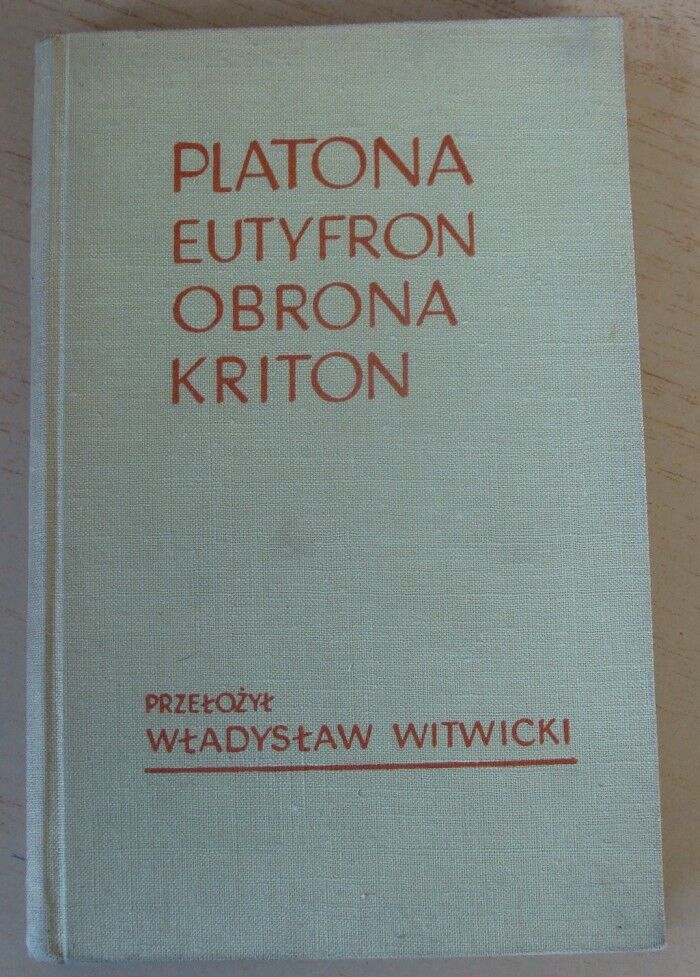 PLATONA
EUTYFRON
OBRONA
KRITON
PRZEŁOŻYŁ
WŁADYSŁAW WITWICKI